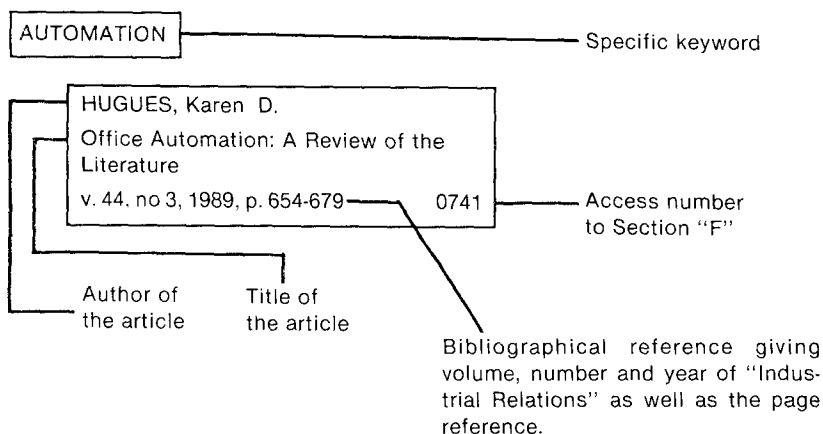 AUTOMATION
Specific keyword
HUGUES, Karen D.
Office Automation: A Review of the
Literature
v. 44. no 3, 1989, p. 654-679
0741
Access number
to Section "F"
Author of
the article
Title of
the article
Bibliographical reference giving
volume, number and year of "Indus-
trial Relations" as well as the page
reference.